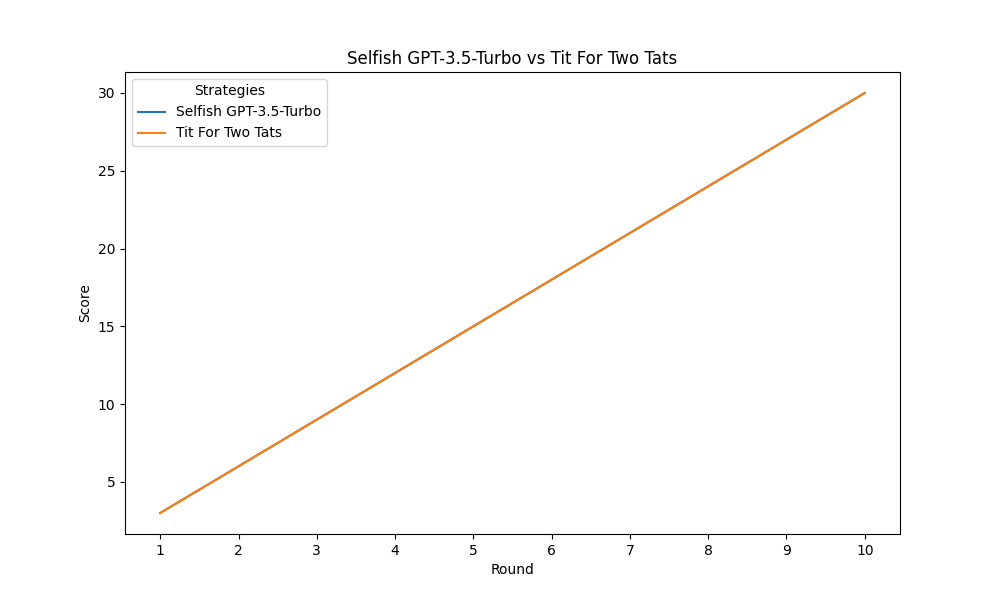 Selfish GPT-3.5-Turbo vs Tit For Two Tats
Strategies
Selfish GPT-3.5-Turbo
Tit For Two Tats
30
25
20
15
10
5
Score
1 2 3 4 5 6 7 8 9 10
Round